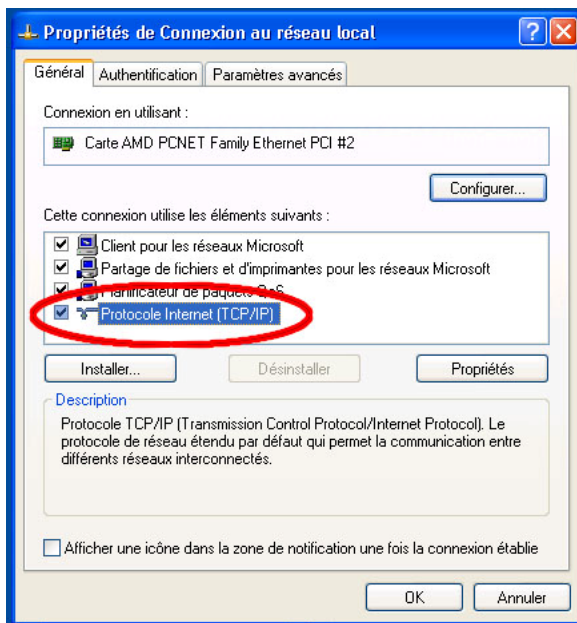 Propriétés de Connexion au réseau local
Général Authentification Paramètres avancés
Connexion en utilisant :
Carte AMD PCNET Family Ethernet PCI #2
Configurer...
Cette connexion utilise les éléments suivants :
Client pour les réseaux Microsoft
Partage de fichiers et d'imprimantes pour les réseaux Microsoft
Planificateur de paquets QoS
Protocole Internet (TCP/IP)
Installer... Désinstaller Propriétés
Description
Protocole TCP/IP (Transmission Control Protocol/Internet Protocol). Le
protocole de réseau étendu par défaut qui permet la communication entre
différents réseaux interconnectés.
Afficher une icône dans la zone de notification une fois la connexion établie
OK Annuler